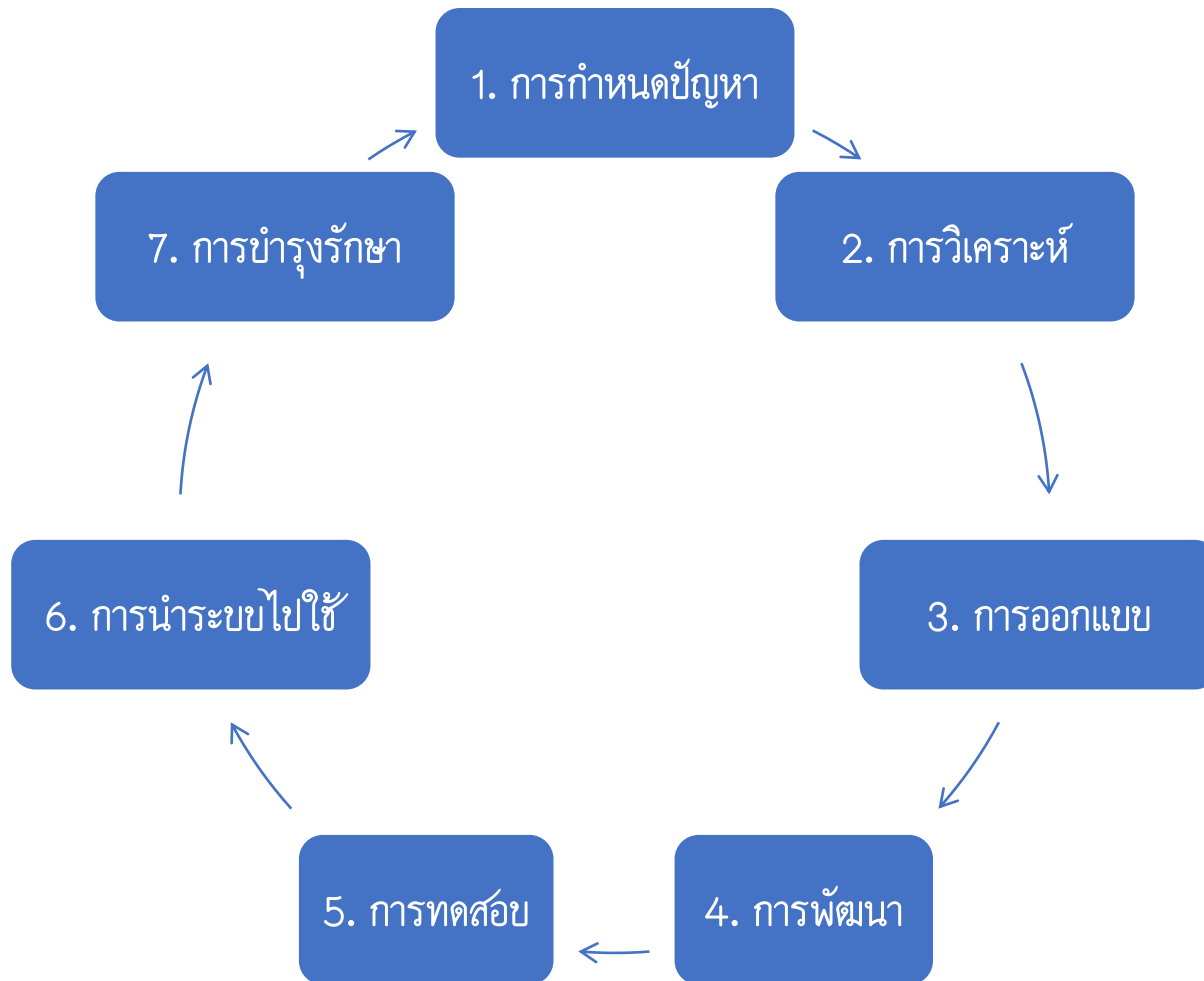 1. การกำหนดปัญหา
2. การวิเคราะห์
3. การออกแบบ
4. การพัฒนา
5. การทดสอบ
6. การนำระบบไปใช้
7. การบำรุงรักษา